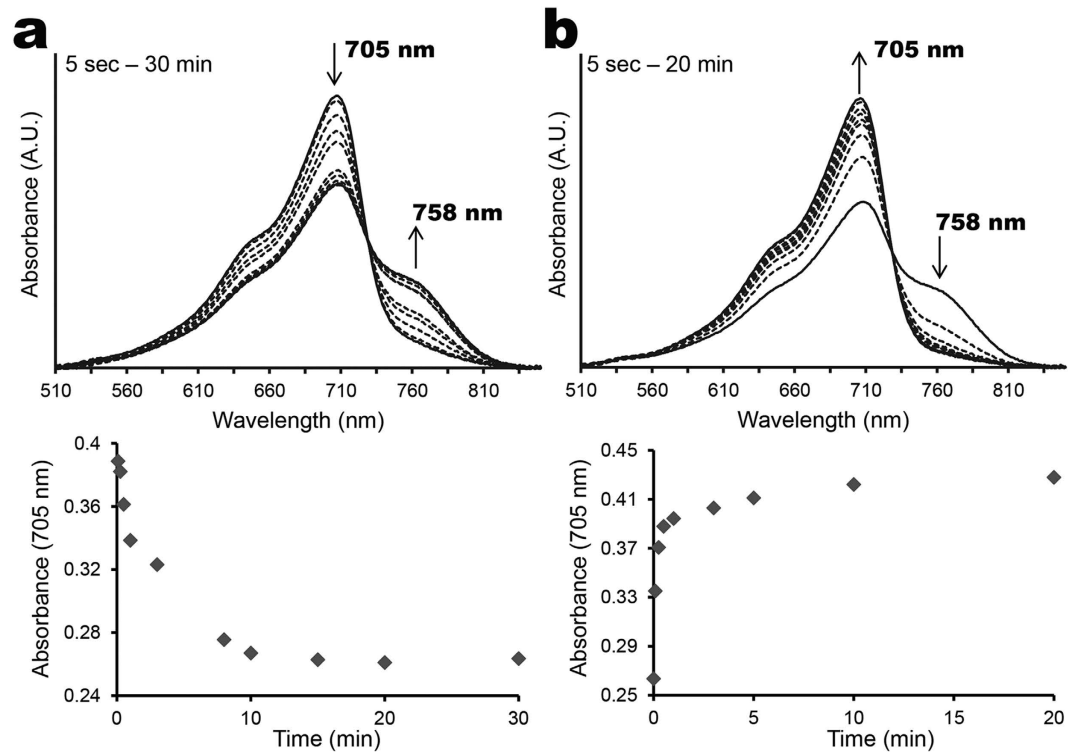 a
5 sec – 30 min
705 nm
758 nm
Absorbance (A.U.)
510 560 610 660 710 760 810
Wavelength (nm)
b
5 sec – 20 min
705 nm
758 nm
Absorbance (A.U.)
510 560 610 660 710 760 810
Wavelength (nm)
Absorbance (705 nm)
0.4
0.36
0.32
0.28
0.24
0 10 20 30
Time (min)
Absorbance (705 nm)
0.45
0.41
0.37
0.33
0.29
0.25
0 5 10 15 20
Time (min)